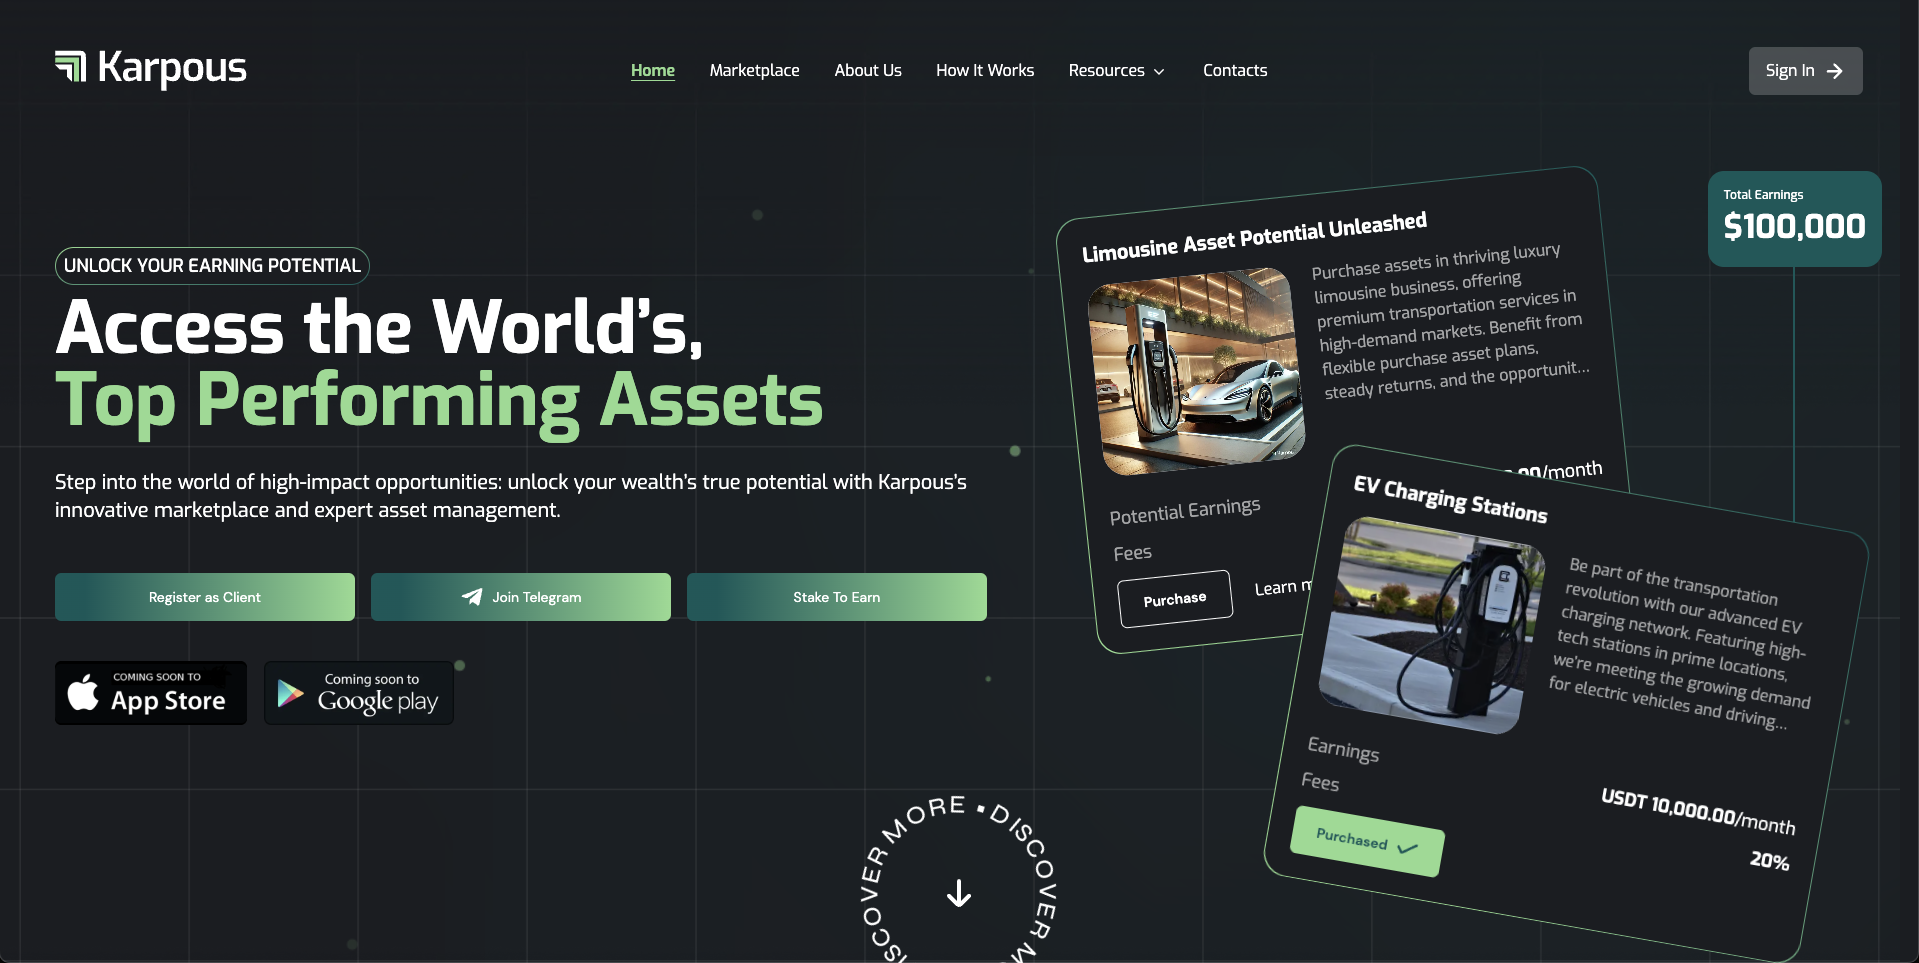 Karpous
Home
Marketplace
About Us
How It Works
Resources
Contacts
Sign In
UNLOCK YOUR EARNING POTENTIAL
Access the World's,
Top Performing Assets
Step into the world of high-impact opportunities: unlock your wealth's true potential with Karpous's
innovative marketplace and expert asset management.
Register as Client
Join Telegram
Stake To Earn
COMING SOON TO
App Store
Coming soon to
Google play
Limousine Asset Potential Unleashed
Purchase assets in thriving luxury
limousine business, offering
premium transportation services in
high-demand markets. Benefit from
flexible purchase asset plans,
steady returns, and the opportunit...
/month
Potential Earnings
Fees
Purchase
Learn
Total Earnings
$100,000
EV Charging Stations
Be part of the transportation
revolution with our advanced EV
charging network. Featuring high-
tech stations in prime locations,
we're meeting the growing demand
for electric vehicles and driving...
Earnings
USDT 10,000.00/month
Fees
20%
Purchased
DISCOVER MORE • DISCOVER